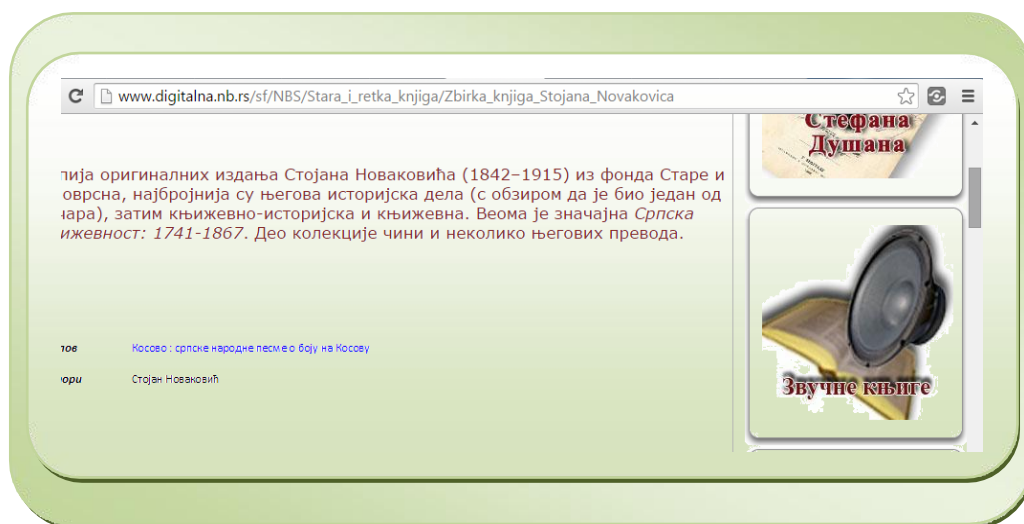 www.digitalna.nb.rs/sf/NBS/Stara_i_retka_knjiga/Zbirka_knjiga_Stojana_Novakovica
Стефана
Душана
пија оригиналних издања Стојана Новаковића (1842–1915) из фонда Старе и
оврсна, најбројнија су његова историјска дела (с обзиром да је био један од
чара), затим књижевно-историјска и књижевна. Веома је значајна Српска
ижевност: 1741-1867. Део колекције чини и неколико његових превода.
лов
Косово : српске народне песме о боју на Косову
ори
Стојан Новаковић
Звучне књиге